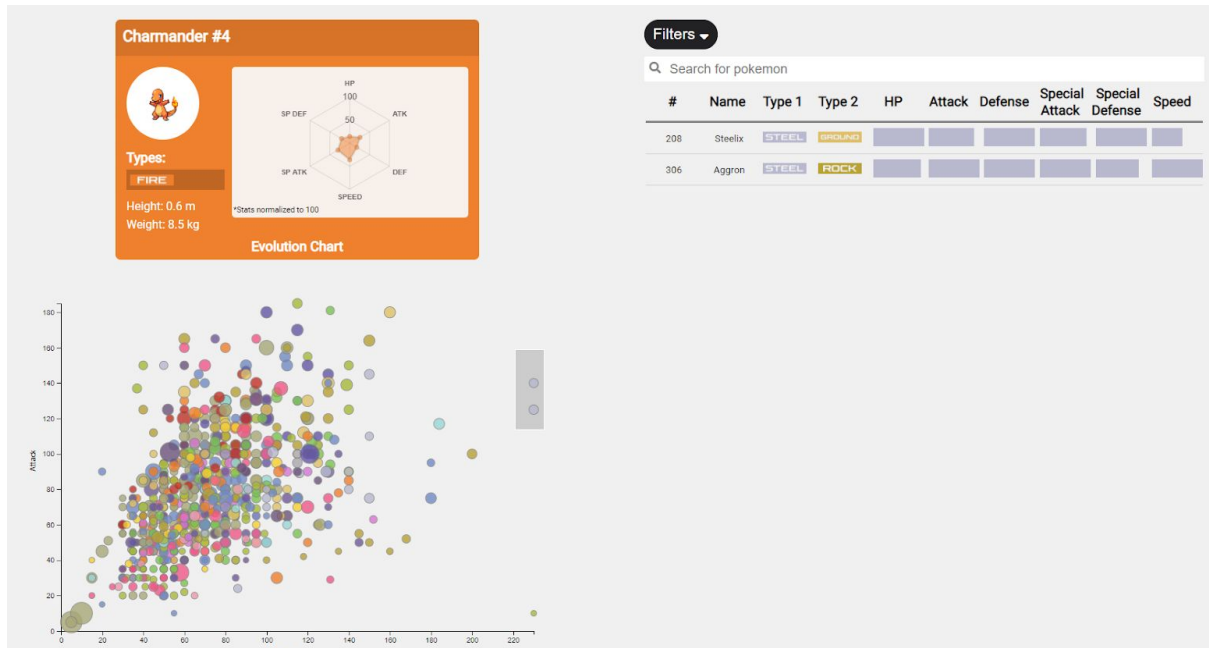 Charmander #4
HP
100
SP DEF
ATK
50
SP ATK
DEF
SPEED
*Stats normalized to 100
Types:
FIRE
Height: 0.6 m
Weight: 8.5 kg
Evolution Chart
Filters
Search for pokemon
# Name Type 1 Type 2 HP Attack Defense Special Attack Special Defense Speed
208 Steelix STEEL GROUND
306 Aggron STEEL ROCK
180
160
140
120
100
80
60
40
20
0
Attack
0 20 40 60 80 100 120 140 160 180 200 220